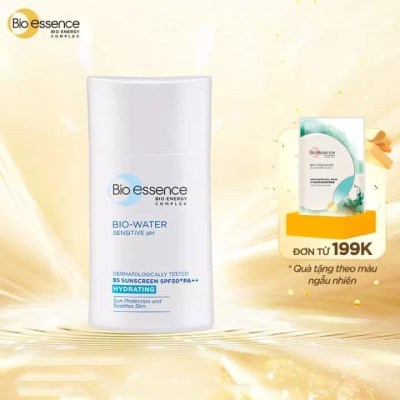 Bio essence
BIO ENERGY
COMPLEX
Bio essence
BIO ENERGY
COMPLEX
BIO-WATER
SENSITIVE pH
DERMATOLOGICALLY TESTED
B5 SUNSCREEN SPF50+PA++
HYDRATING
Sun Protection and
Soothes Skin
Bio essence
ĐƠN TỪ 199K
* Quà tặng theo màu
ngẫu nhiên